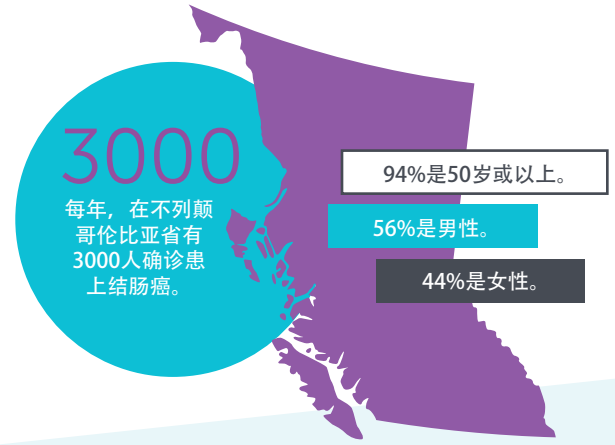 3000
每年，在不列颠
哥伦比亚省有
3000人确诊患
上结肠癌。
94%是50岁或以上。
56%是男性。
44%是女性。